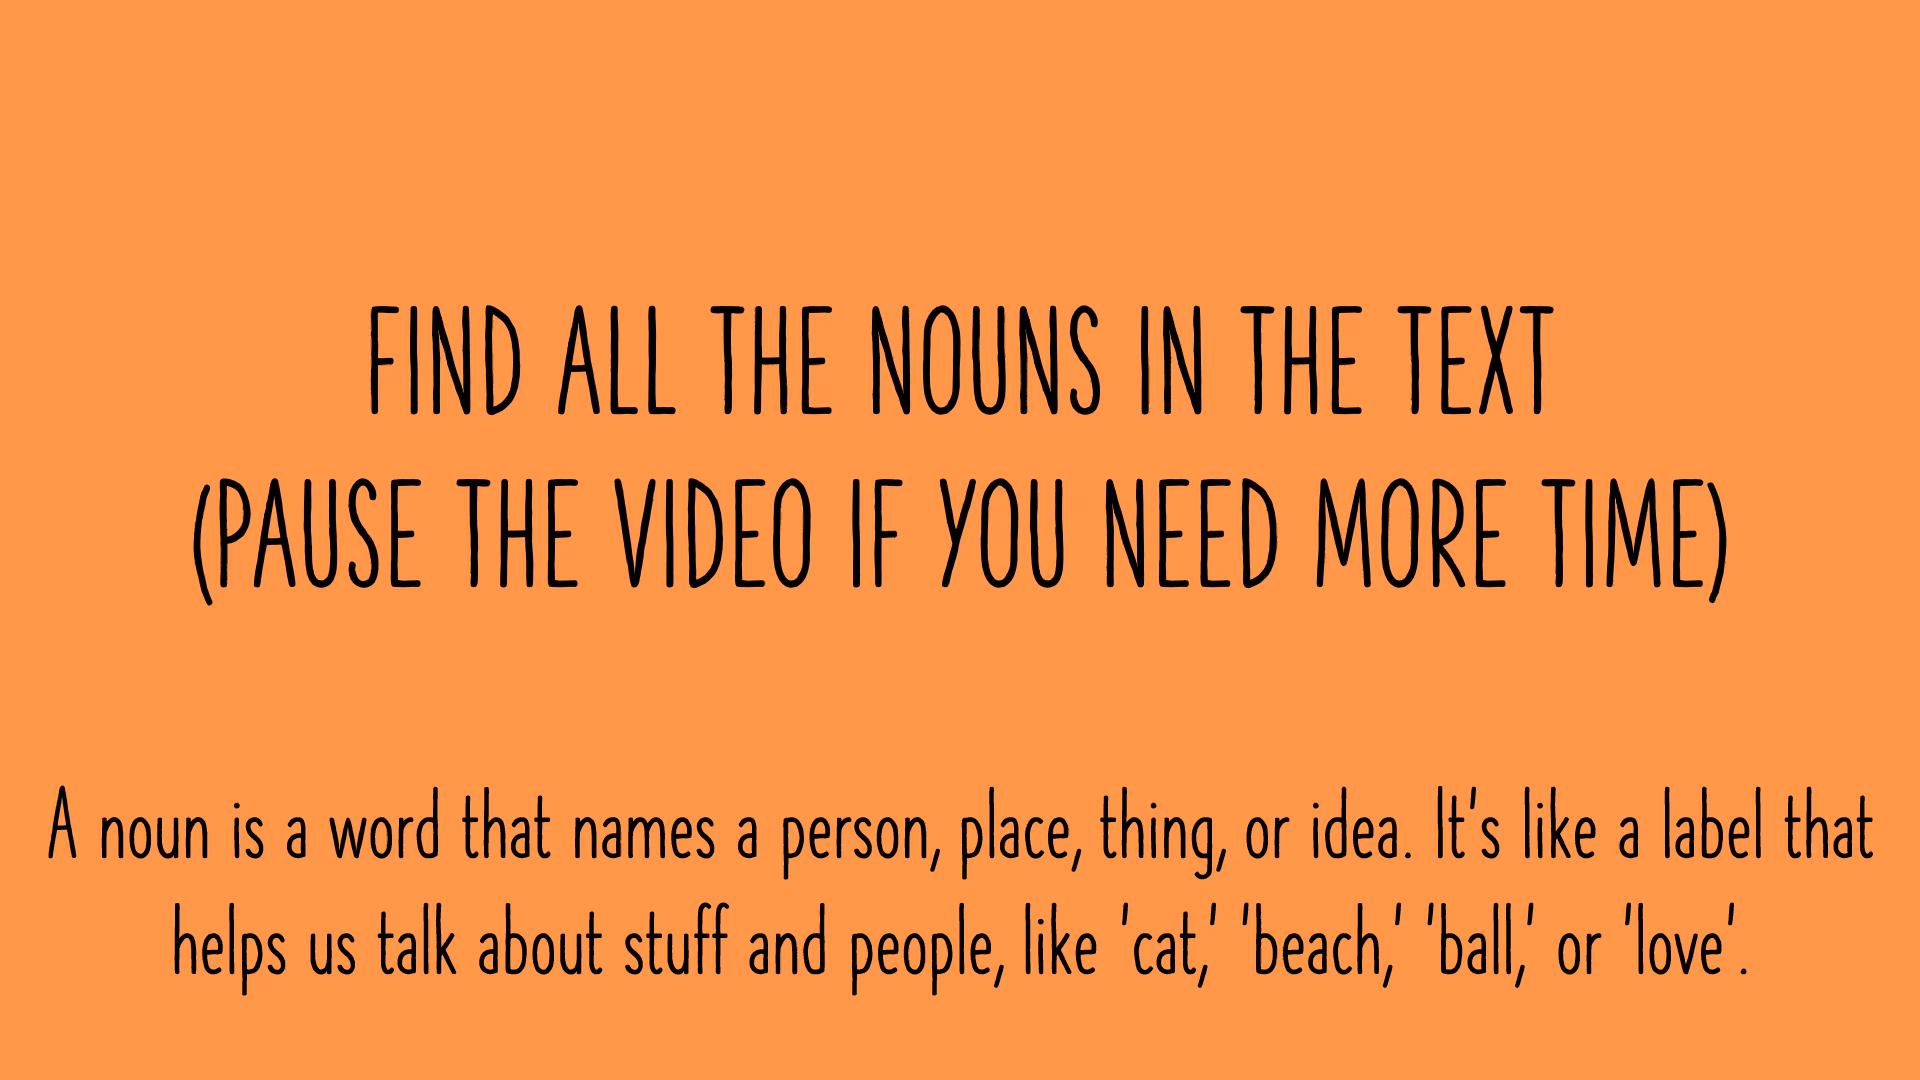 FIND ALL THE NOUNS IN THE TEXT
(PAUSE THE VIDEO IF YOU NEED MORE TIME)
A noun is a word that names a person, place, thing, or idea. It's like a label that
helps us talk about stuff and people, like 'cat,' 'beach,' 'ball,' or 'love'.